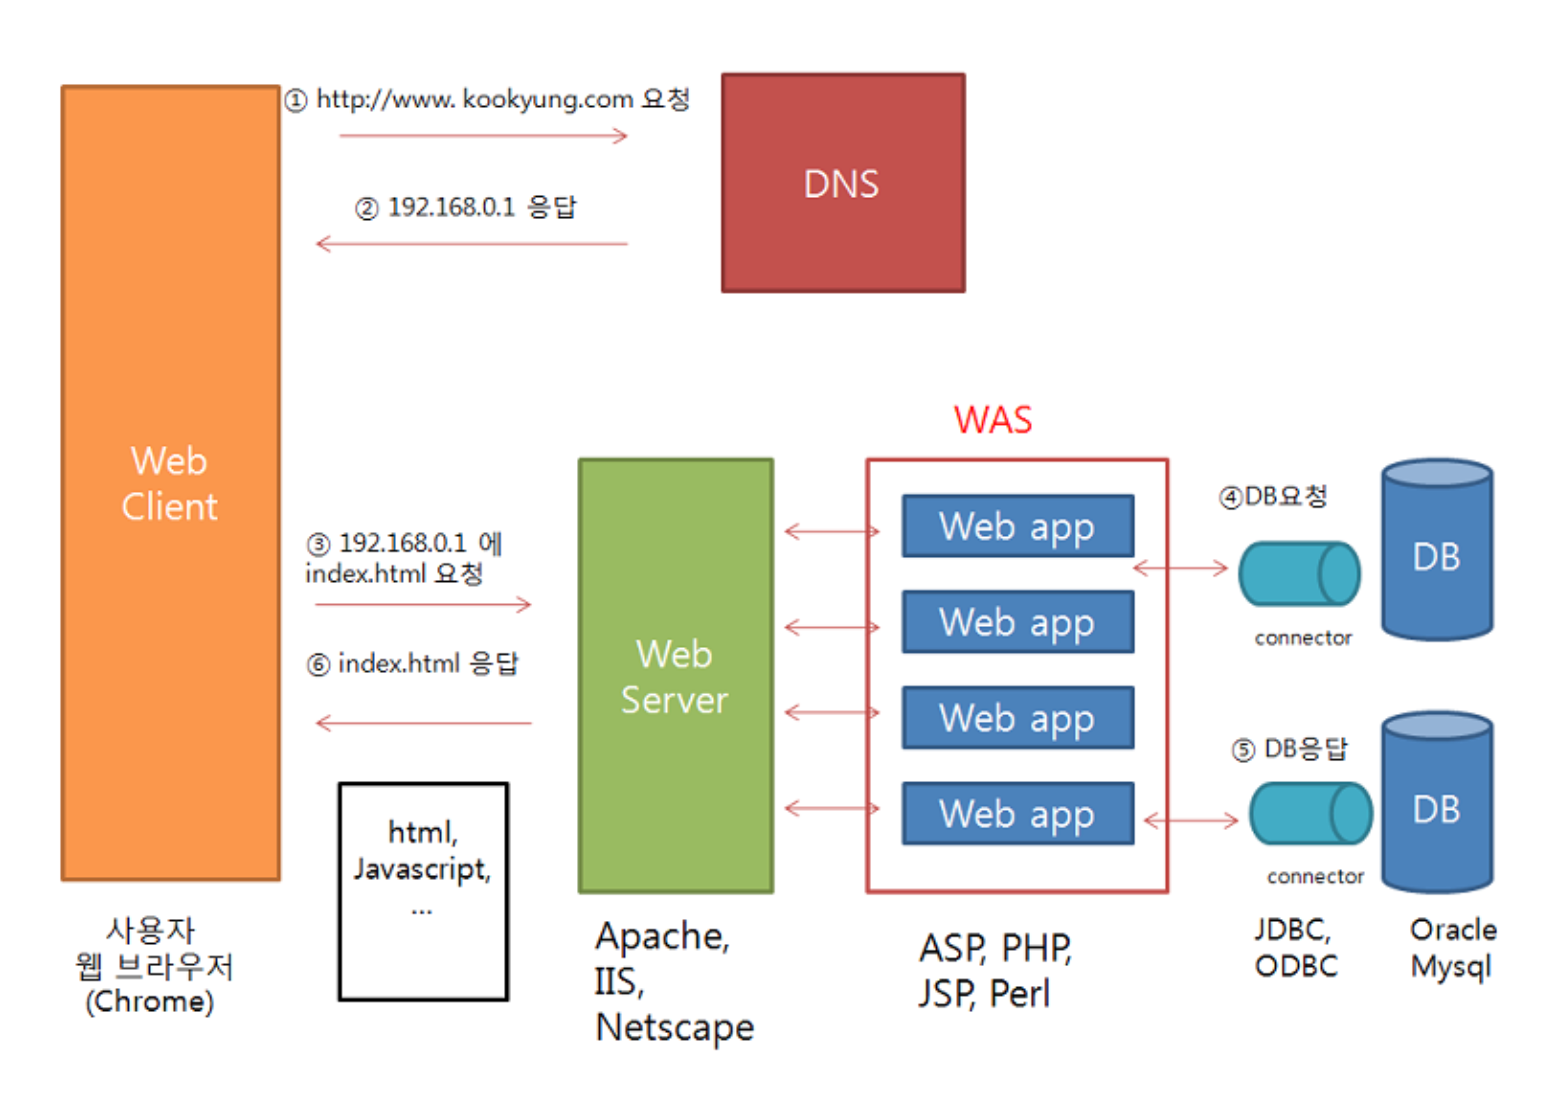 ① http://www. kookyung.com 요청
DNS
② 192.168.0.1 응답
Web
Client
WAS
③ 192.168.0.1 에
index.html 요청
⑥ index.html 응답
Web
Server
Web app
Web app
Web app
Web app
④DB요청
connector
DB
⑤ DB응답
connector
DB
html,
Javascript,
...
사용자
웹 브라우저
(Chrome)
Apache,
IIS,
Netscape
ASP, PHP,
JSP, Perl
JDBC,
ODBC
Oracle
Mysql